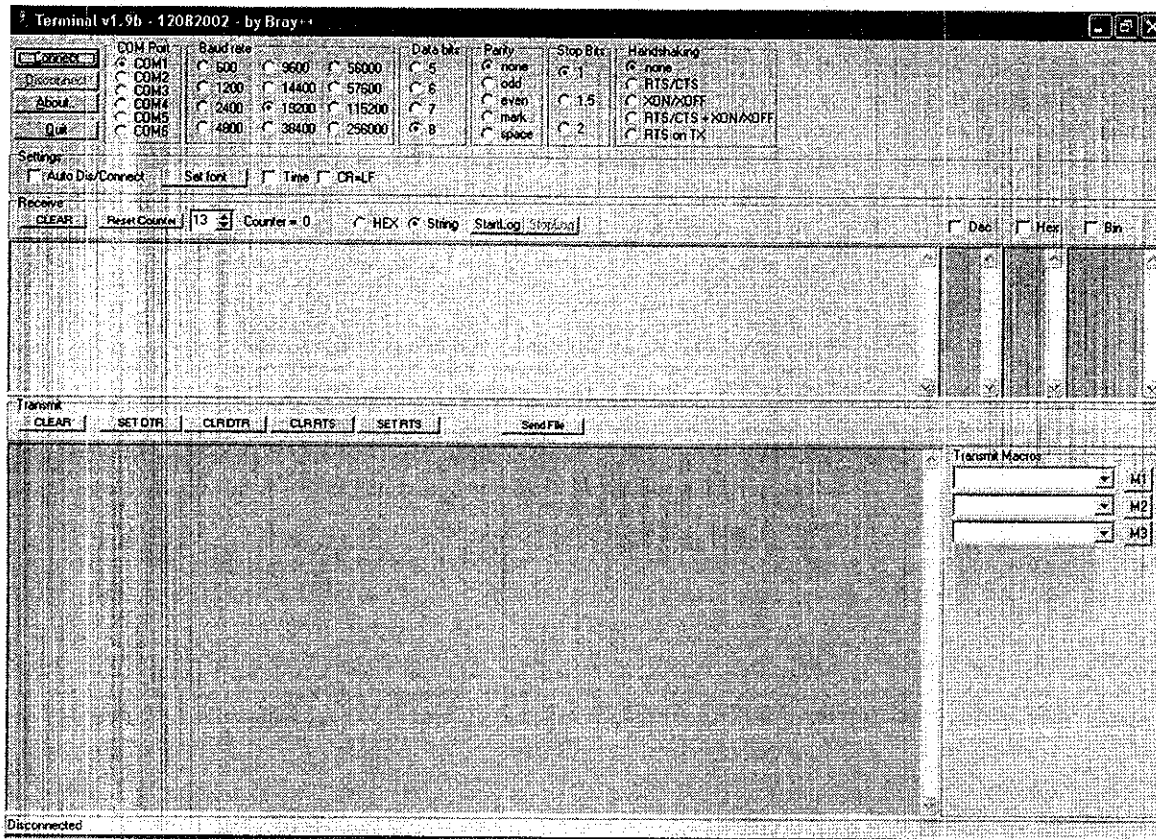 Terminal v1.9b - 12082002 - by Bray++
Connect
Disconnect
About..
Quit
COM Port
COM1
COM2
COM3
COM4
COM5
COM6
Baud rate
600 9600 56000
1200 14400 57600
2400 19200 115200
4800 38400 256000
Data bits
5
6
7
8
Parity
none
odd
even
mark
space
Stop Bits
1
1.5
2
Handshaking
none
RTS/CTS
XON/XOFF
RTS/CTS + XON/XOFF
RTS on TX
Settings
Auto Dis/Connect Set font Time CR=LF
Receive
CLEAR Reset Counter 13 Counter = 0 HEX String StartLog StopLog Dec Hex Bin
Transmit
CLEAR SET DTR CLR DTR CLR RTS SET RTS Send File
Transmit Macros
M1
M2
M3
Disconnected